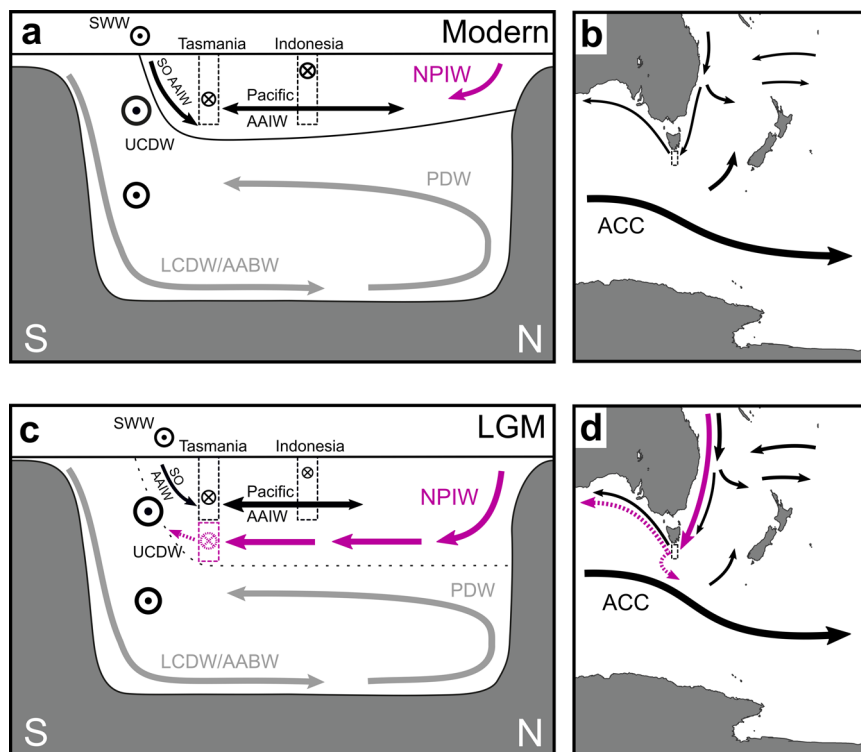 a
SWW
Tasmania Indonesia
Modern
SO AAIW
NPIW
Pacific
AAIW
UCDW
PDW
LCDW/AABW
S
N
b
ACC
c
SWW
Tasmania Indonesia
LGM
SO
AAIW
NPIW
Pacific
AAIW
UCDW
PDW
LCDW/AABW
S
N
d
ACC